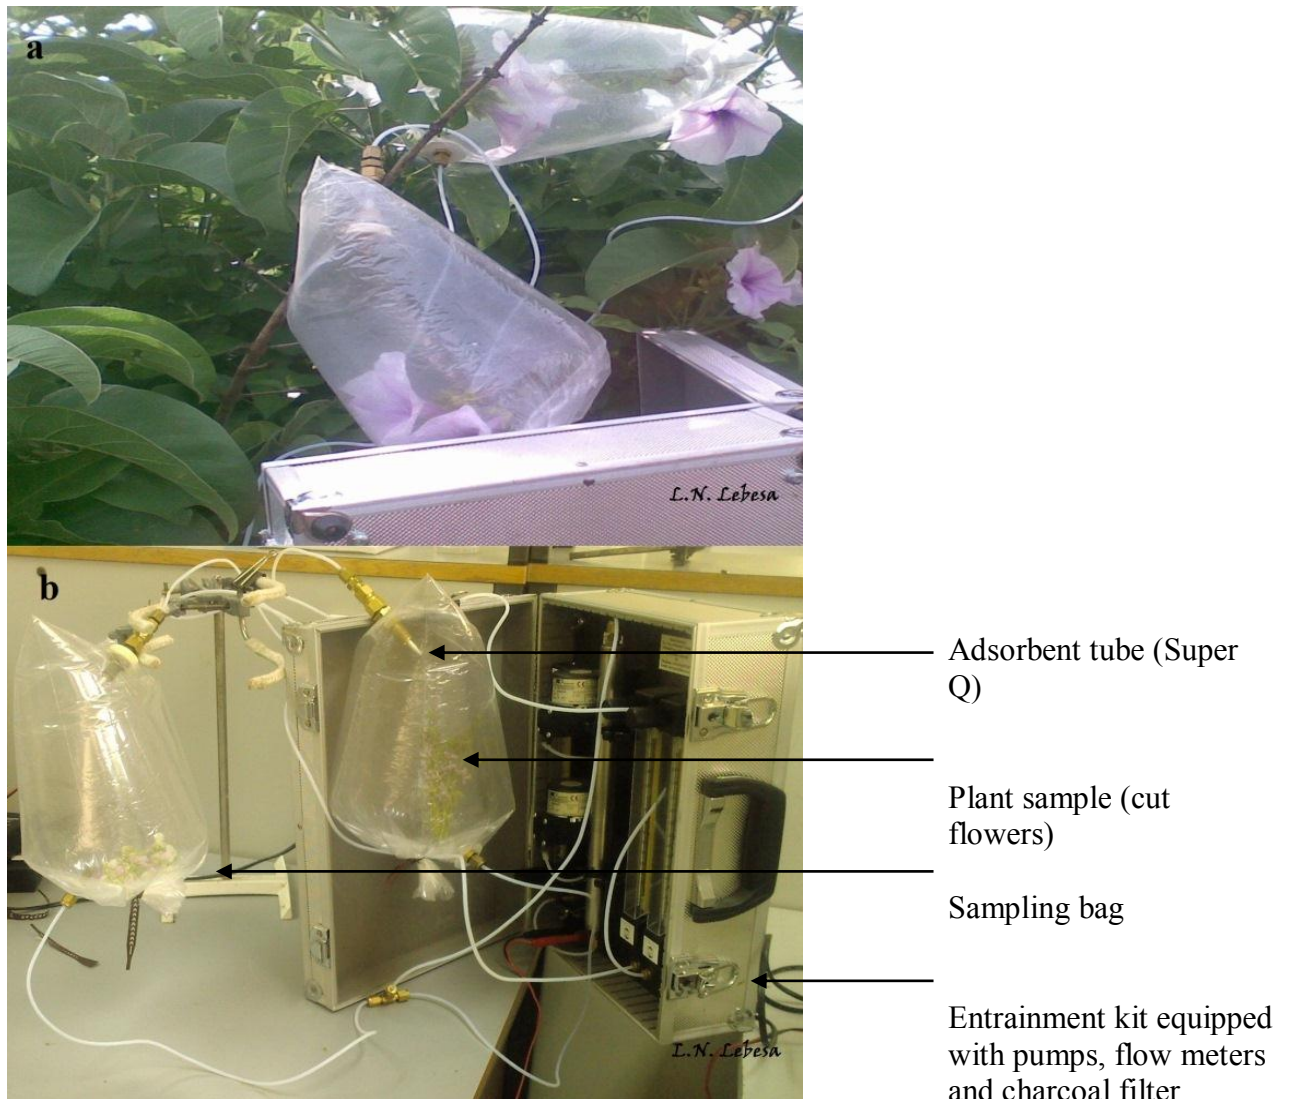 a
L.N. Lebesa
b
Adsorbent tube (Super
Q)
Plant sample (cut
flowers)
Sampling bag
Entrainment kit equipped
with pumps, flow meters
and charcoal filter
L.N. Lebesa